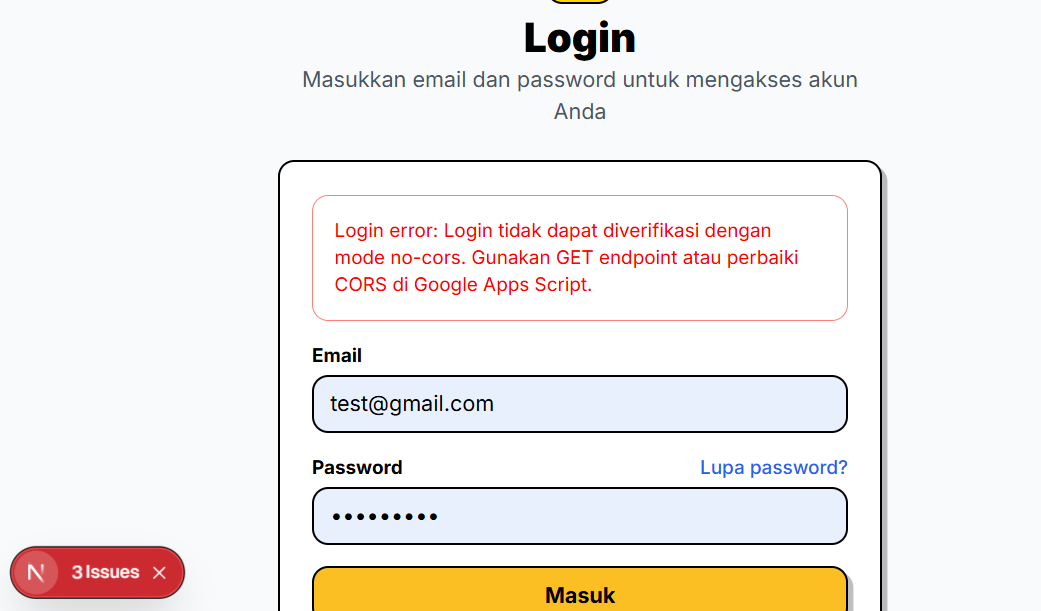 Login
Masukkan email dan password untuk mengakses akun
Anda
Login error: Login tidak dapat diverifikasi dengan
mode no-cors. Gunakan GET endpoint atau perbaiki
CORS di Google Apps Script.
Email
test@gmail.com
Password Lupa password?
•••••••••
Masuk
N 3 Issues ×